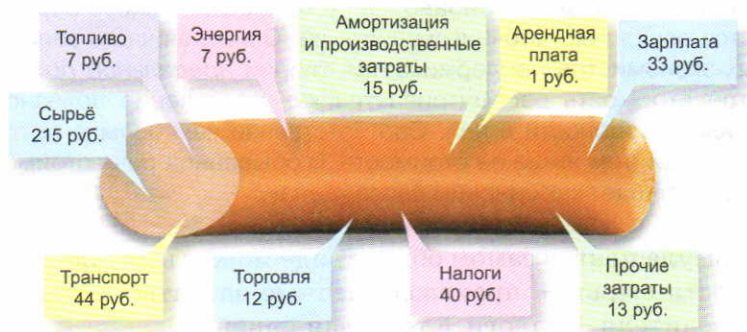 Топливо
7 руб.
Энергия
7 руб.
Амортизация
и производственные
затраты
15 руб.
Арендная
плата
1 руб.
Зарплата
33 руб.
Сырьё
215 руб.
Транспорт
44 руб.
Торговля
12 руб.
Налоги
40 руб.
Прочие
затраты
13 руб.